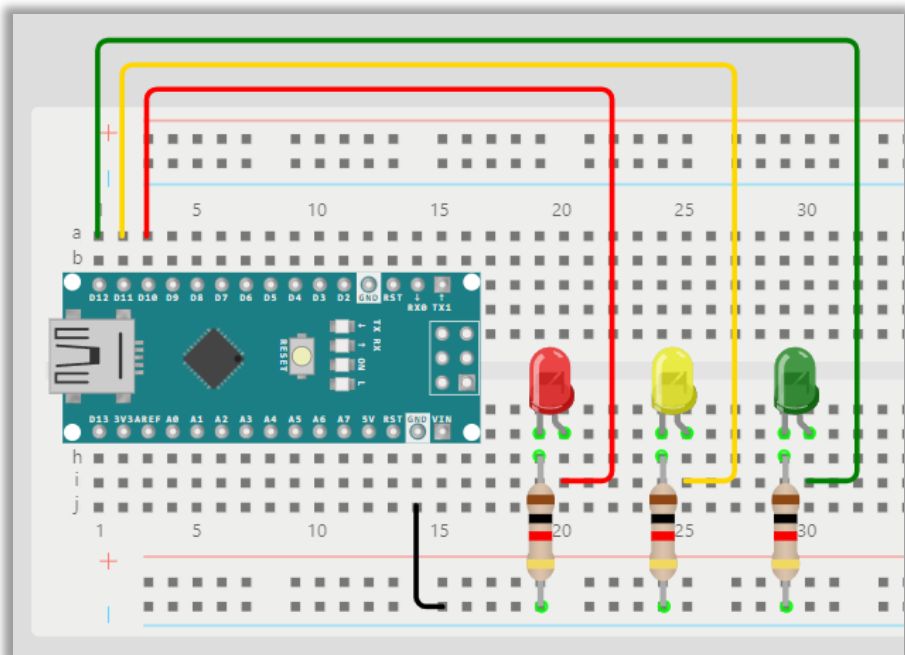 +
|
1 5 10 15 20 25 30
a
b
D12 D11 D10 D9 D8 D7 D6 D5 D4 D3 D2 GND RST ↓ ↑
RX0 TX1
RESET
TX RX
↓ ↑ ON L
D13 3V3 AREF A0 A1 A2 A3 A4 A5 A6 A7 5V RST GND VIN
h
i
j
1 5 10 15 20 25 30
+
|